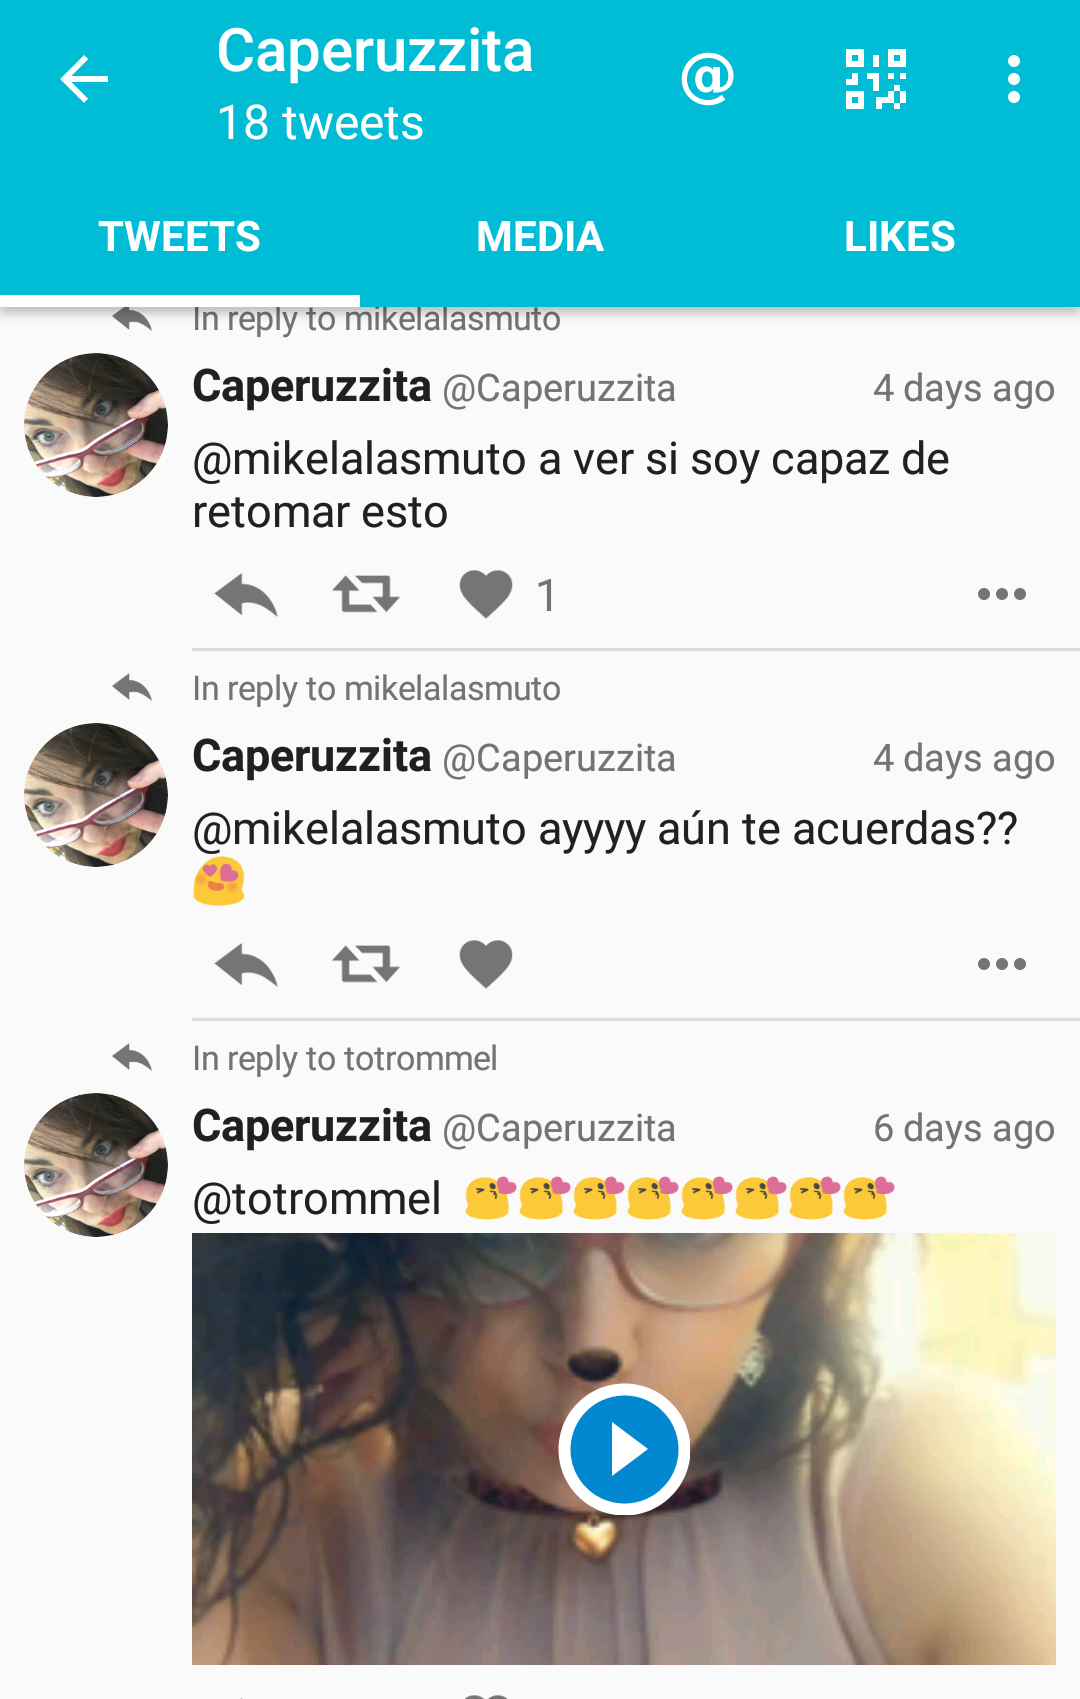 Caperuzzita
18 tweets
TWEETS MEDIA LIKES
In reply to mikelalasmuto
Caperuzzita @Caperuzzita 4 days ago
@mikelalasmuto a ver si soy capaz de
retomar esto
1
In reply to mikelalasmuto
Caperuzzita @Caperuzzita 4 days ago
@mikelalasmuto ayyyy aún te acuerdas??
😍
In reply to totrommel
Caperuzzita @Caperuzzita 6 days ago
@totrommel 😘😘😘😘😘😘😘😘